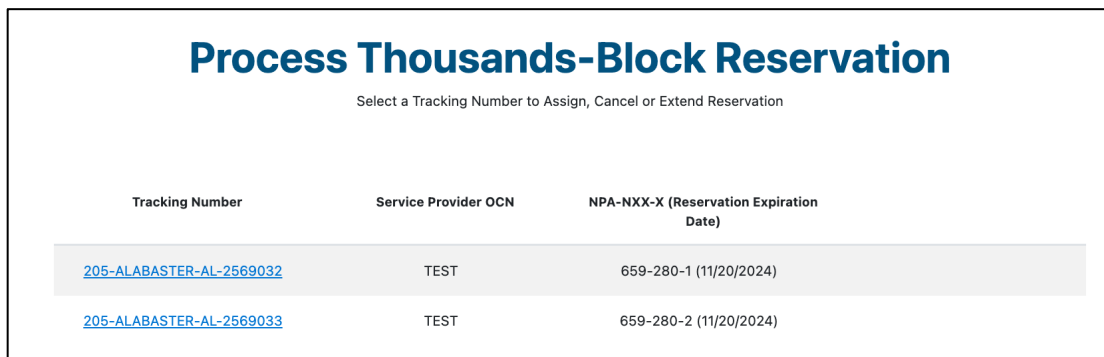 Process Thousands-Block Reservation
Select a Tracking Number to Assign, Cancel or Extend Reservation
Tracking Number Service Provider OCN NPA-NXX-X (Reservation Expiration
Date)
205-ALABASTER-AL-2569032 TEST 659-280-1 (11/20/2024)
205-ALABASTER-AL-2569033 TEST 659-280-2 (11/20/2024)